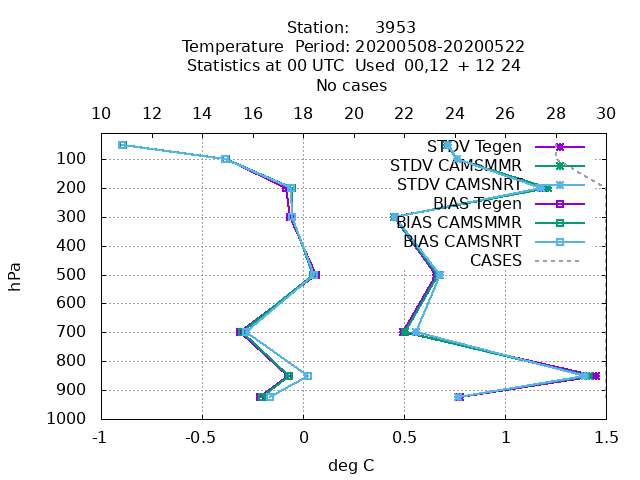 Station:     3953
Temperature  Period: 20200508-20200522
Statistics at 00 UTC  Used  00,12  + 12 24
No cases
10 12 14 16 18 20 22 24 26 28 30
STDV Tegen
STDV CAMSMMR
STDV CAMSNRT
BIAS Tegen
BIAS CAMSMMR
BIAS CAMSNRT
CASES
hPa
100
200
300
400
500
600
700
800
900
1000
-1 -0.5 0 0.5 1 1.5
deg C